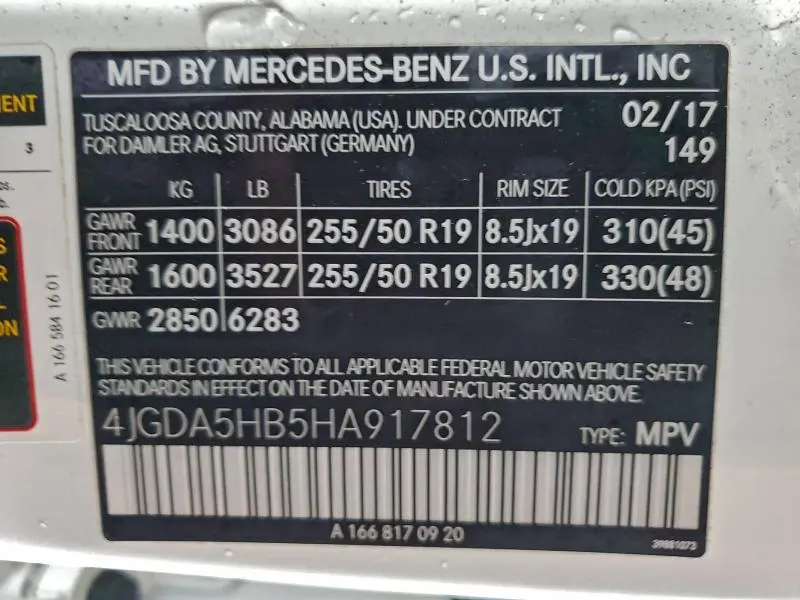 MFD BY MERCEDES-BENZ U.S. INTL., INC
TUSCALOOSA COUNTY, ALABAMA (USA). UNDER CONTRACT 02/17
FOR DAIMLER AG, STUTTGART (GERMANY) 149
KG LB TIRES RIM SIZE COLD KPA (PSI)
GAWR FRONT 1400 3086 255/50 R19 8.5Jx19 310(45)
GAWR REAR 1600 3527 255/50 R19 8.5Jx19 330(48)
GVWR 2850 6283
THIS VEHICLE CONFORMS TO ALL APPLICABLE FEDERAL MOTOR VEHICLE SAFETY
STANDARDS IN EFFECT ON THE DATE OF MANUFACTURE SHOWN ABOVE.
4JGDA5HB5HA917812 TYPE: MPV
A 166 817 09 20
39881073
A 166 584 16 01
3